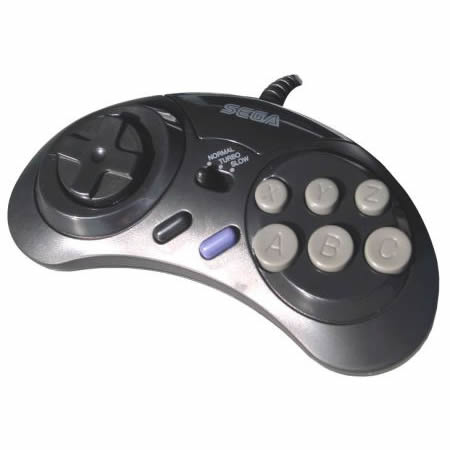 SEGA
NORMAL
TURBO
SLOW
X Y Z
A B C